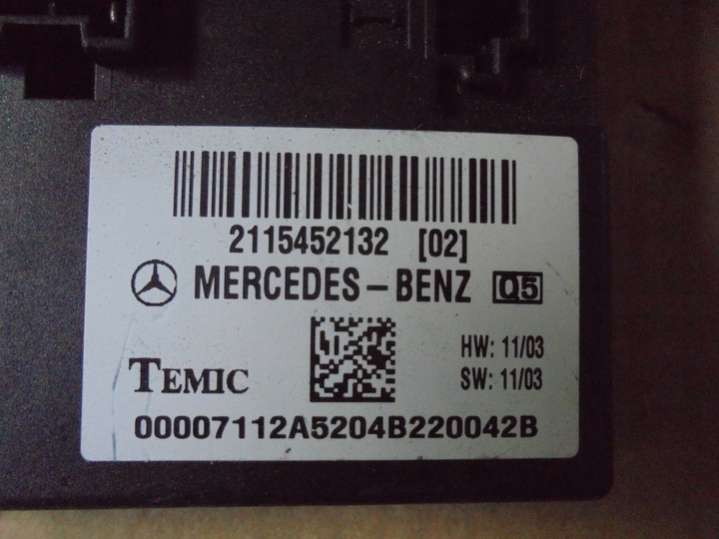 2115452132 [02]
MERCEDES-BENZ Q5
HW: 11/03
TEMIC
SW: 11/03
00007112A5204B220042B